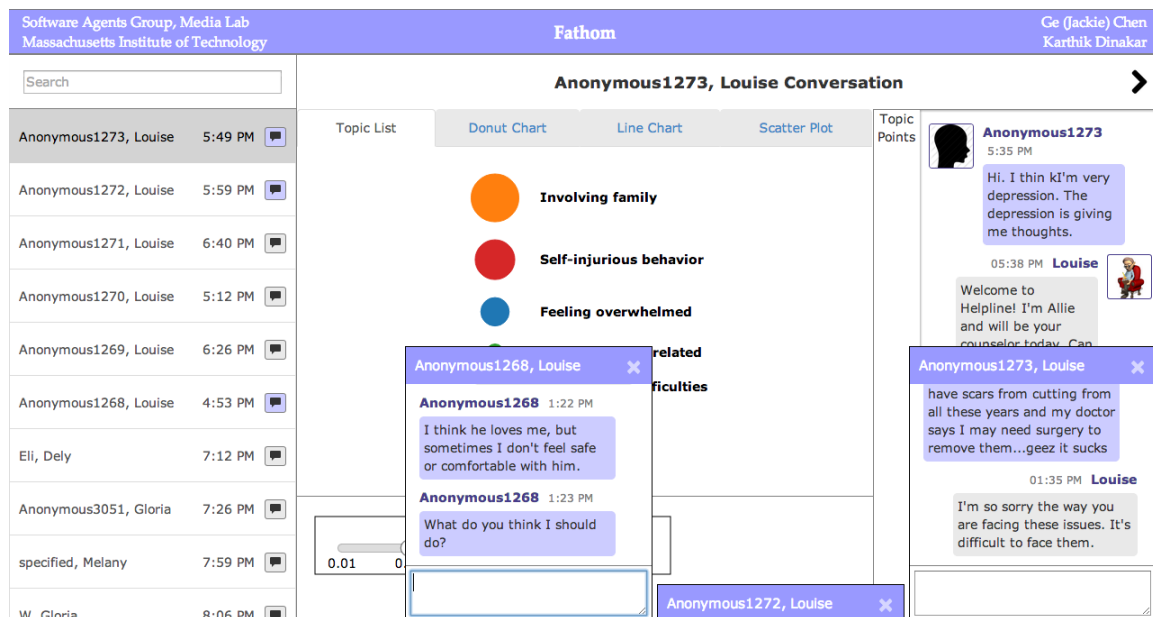 Software Agents Group, Media Lab
Massachusetts Institute of Technology
Fathom
Ge (Jackie) Chen
Karthik Dinakar
Search
Anonymous1273, Louise 5:49 PM
Anonymous1272, Louise 5:59 PM
Anonymous1271, Louise 6:40 PM
Anonymous1270, Louise 5:12 PM
Anonymous1269, Louise 6:26 PM
Anonymous1268, Louise 4:53 PM
Eli, Dely 7:12 PM
Anonymous3051, Gloria 7:26 PM
specified, Melany 7:59 PM
W, Gloria 8:06 PM
Anonymous1273, Louise Conversation
Topic List
Donut Chart
Line Chart
Scatter Plot
Involving family
Self-injurious behavior
Feeling overwhelmed
related
fficulties
0.01
0.
Anonymous1268, Louise
Anonymous1268 1:22 PM
I think he loves me, but
sometimes I don't feel safe
or comfortable with him.
Anonymous1268 1:23 PM
What do you think I should
do?
Anonymous1272, Louise
Topic
Points
Anonymous1273
5:35 PM
Hi. I thin kI'm very
depression. The
depression is giving
me thoughts.
05:38 PM Louise
Welcome to
Helpline! I'm Allie
and will be your
counselor today. Can
Anonymous1273, Louise
have scars from cutting from
all these years and my doctor
says I may need surgery to
remove them...geez it sucks
01:35 PM Louise
I'm so sorry the way you
are facing these issues. It's
difficult to face them.